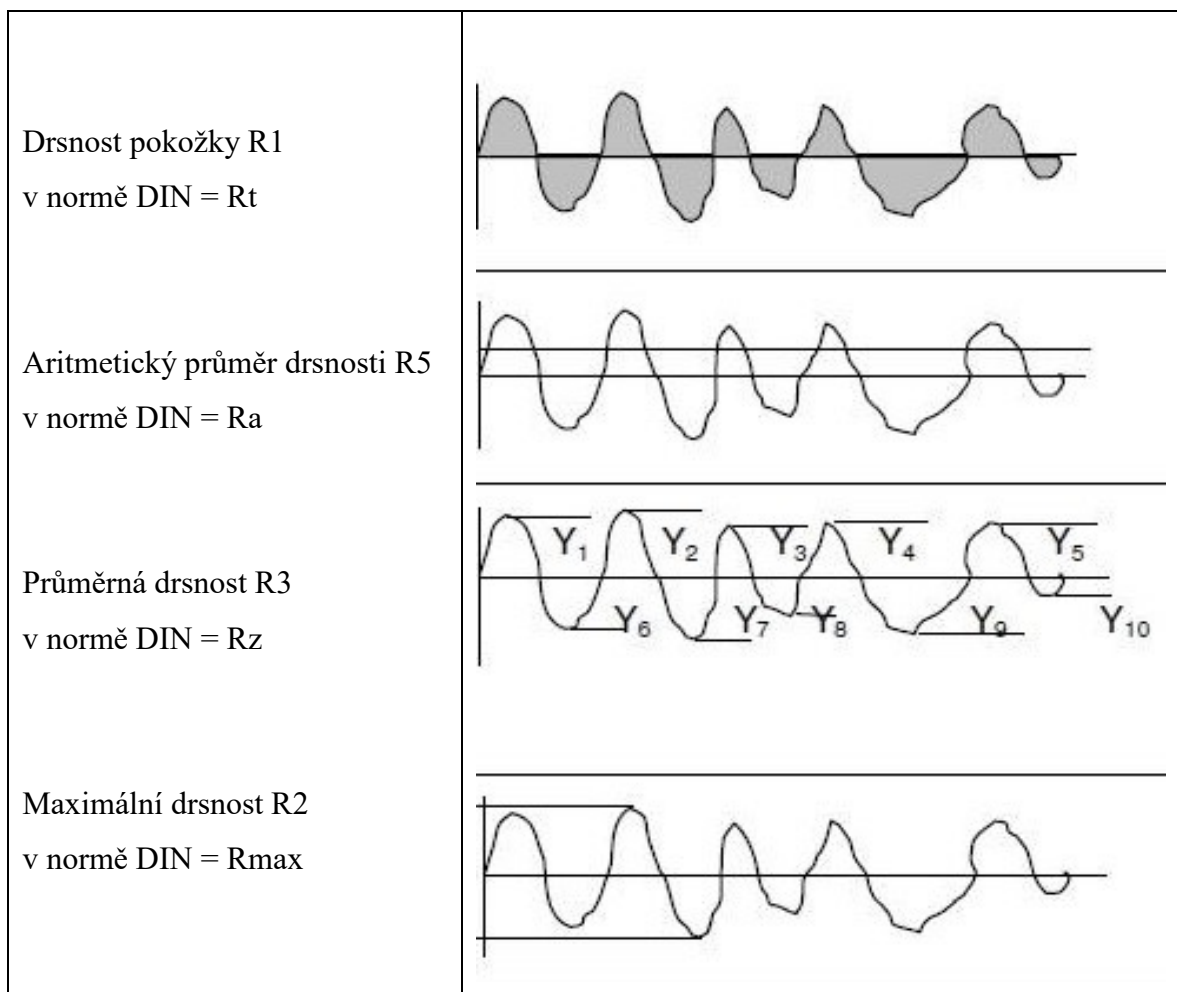 Drsnost pokožky R1
v normě DIN = Rt
Aritmetický průměr drsnosti R5
v normě DIN = Ra
Průměrná drsnost R3
v normě DIN = Rz
Y1 Y2 Y3 Y4 Y5
Y6 Y7 Y8 Y9 Y10
Maximální drsnost R2
v normě DIN = Rmax